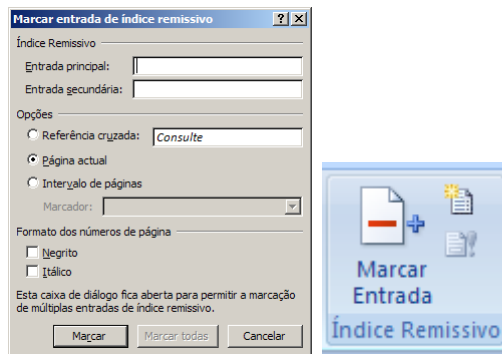 Marcar entrada de índice remissivo
Índice Remissivo
Entrada principal:
Entrada secundária:
Opções
Referência cruzada: Consulte
Página actual
Intervalo de páginas
Marcador:
Formato dos números de página
Negrito
Itálico
Esta caixa de diálogo fica aberta para permitir a marcação
de múltiplas entradas de índice remissivo.
Marcar Marcar todas Cancelar
Marcar
Entrada
Índice Remissivo